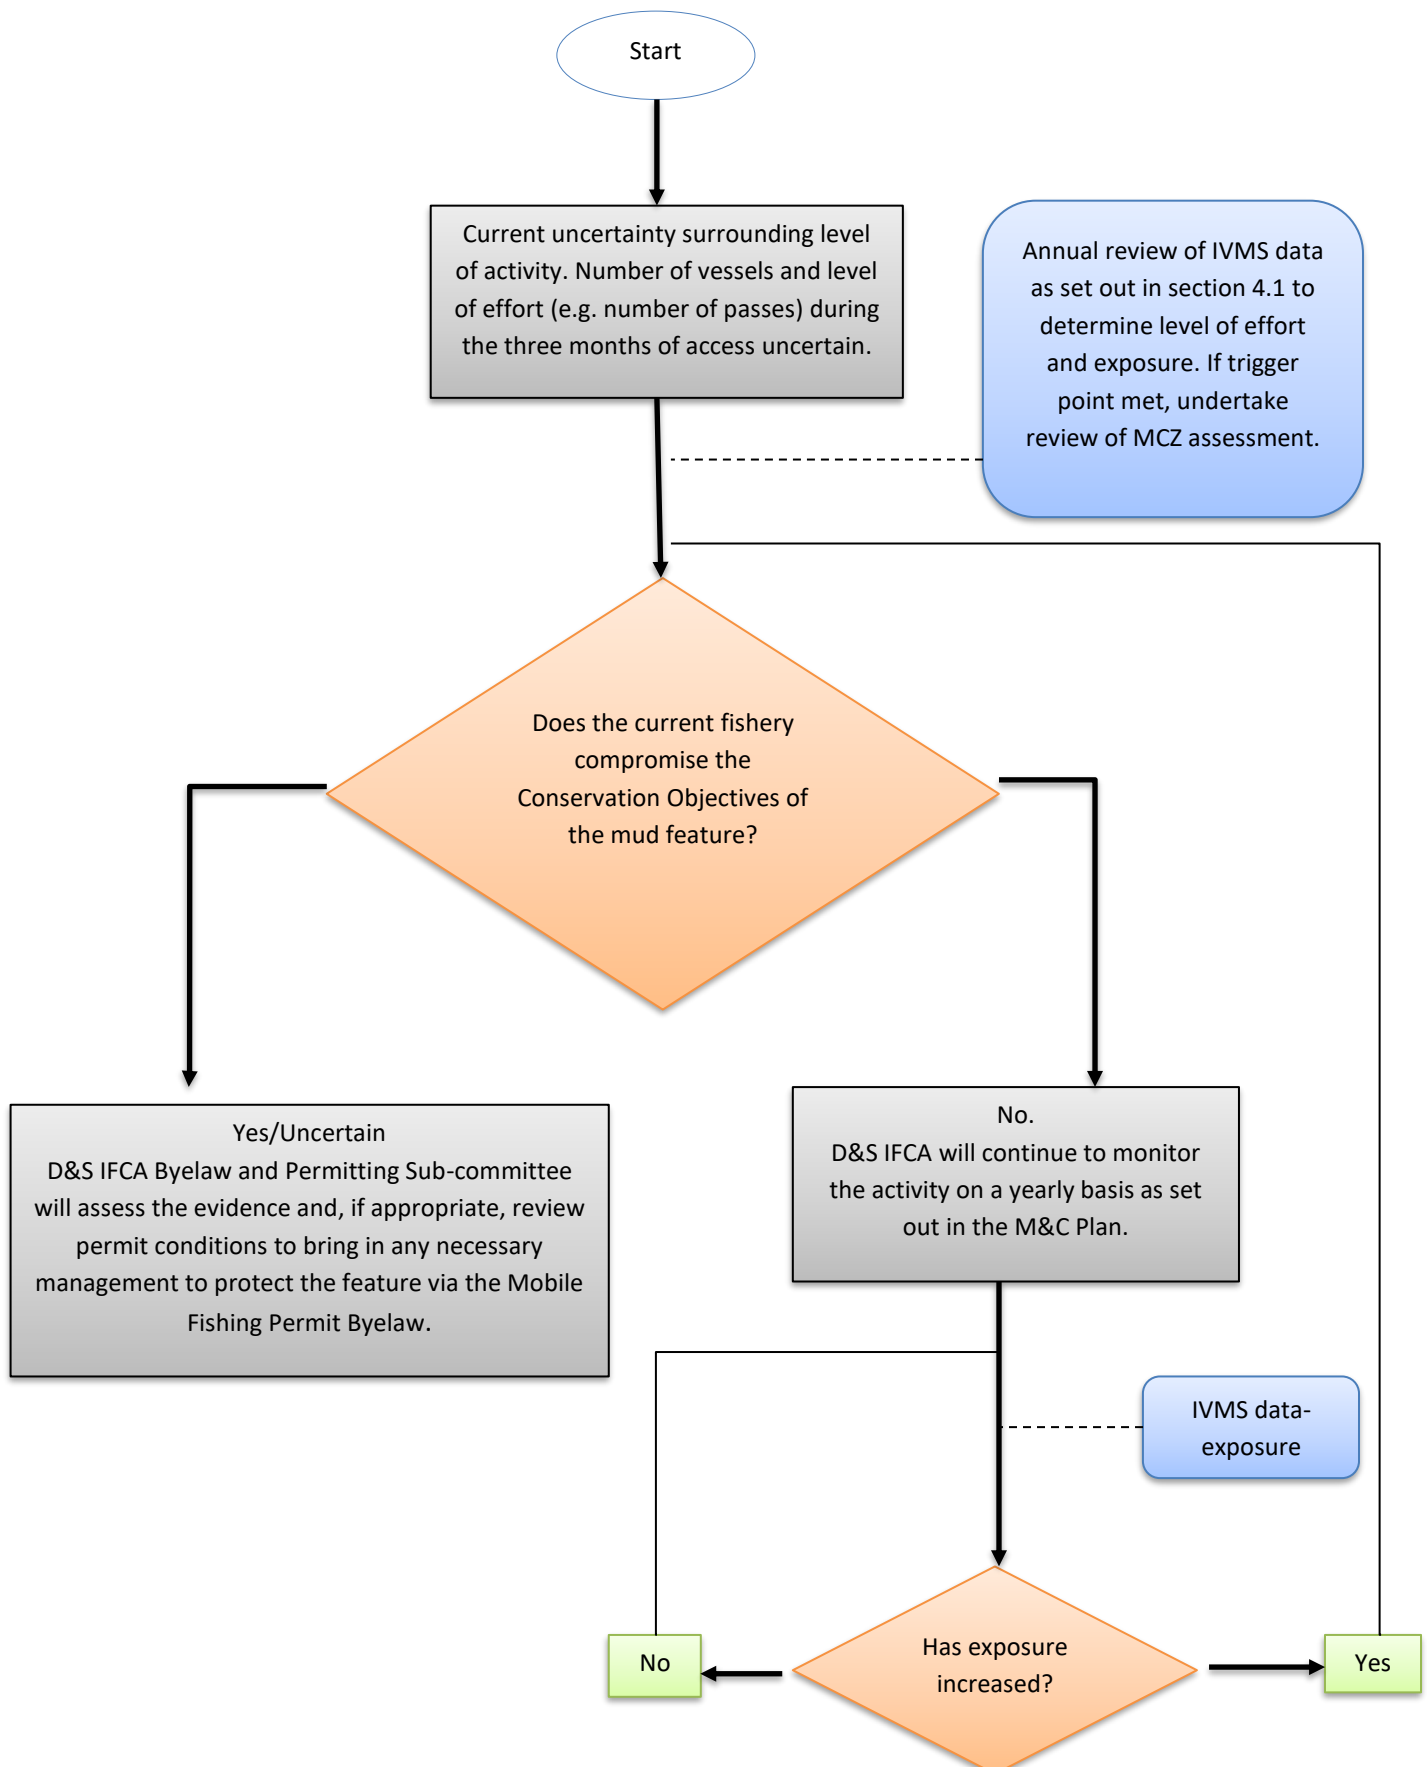 Start
Current uncertainty surrounding level
of activity. Number of vessels and level
of effort (e.g. number of passes) during
the three months of access uncertain.
Annual review of IVMS data
as set out in section 4.1 to
determine level of effort
and exposure. If trigger
point met, undertake
review of MCZ assessment.
Does the current fishery
compromise the
Conservation Objectives of
the mud feature?
Yes/Uncertain
D&S IFCA Byelaw and Permitting Sub-committee
will assess the evidence and, if appropriate, review
permit conditions to bring in any necessary
management to protect the feature via the Mobile
Fishing Permit Byelaw.
No.
D&S IFCA will continue to monitor
the activity on a yearly basis as set
out in the M&C Plan.
IVMS data-
exposure
Has exposure
increased?
No
Yes